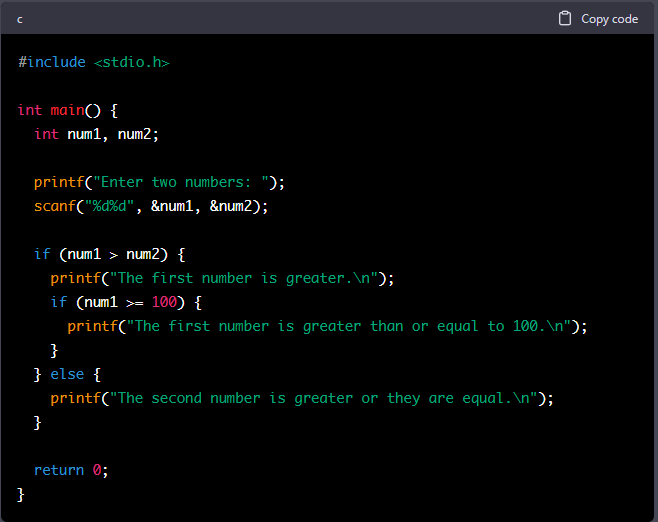 c
Copy code
#include <stdio.h>
int main() {
  int num1, num2;
  printf("Enter two numbers: ");
  scanf("%d%d", &num1, &num2);
  if (num1 > num2) {
    printf("The first number is greater.\n");
    if (num1 >= 100) {
      printf("The first number is greater than or equal to 100.\n");
    }
  } else {
    printf("The second number is greater or they are equal.\n");
  }
  return 0;
}